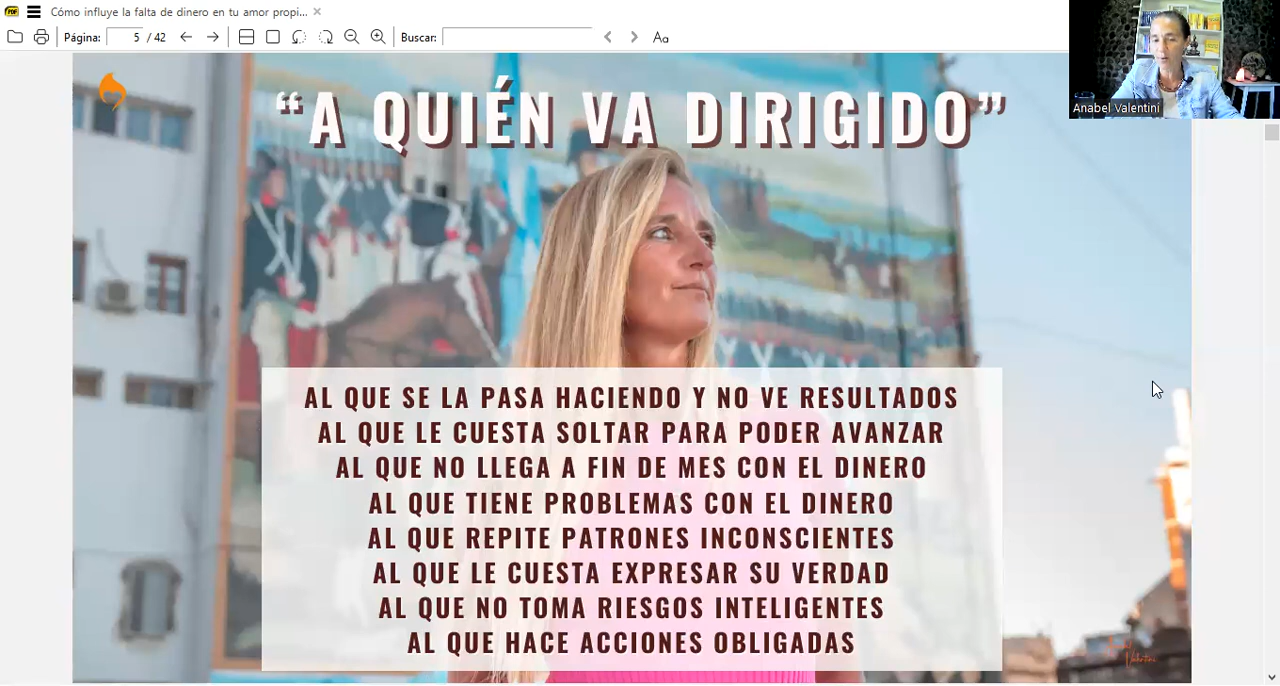 Cómo influye la falta de dinero en tu amor propi...
Página: 5 / 42 Buscar: Aa
Anabel Valentini
“A QUIÉN VA DIRIGIDO”
AL QUE SE LA PASA HACIENDO Y NO VE RESULTADOS
AL QUE LE CUESTA SOLTAR PARA PODER AVANZAR
AL QUE NO LLEGA A FIN DE MES CON EL DINERO
AL QUE TIENE PROBLEMAS CON EL DINERO
AL QUE REPITE PATRONES INCONSCIENTES
AL QUE LE CUESTA EXPRESAR SU VERDAD
AL QUE NO TOMA RIESGOS INTELIGENTES
AL QUE HACE ACCIONES OBLIGADAS